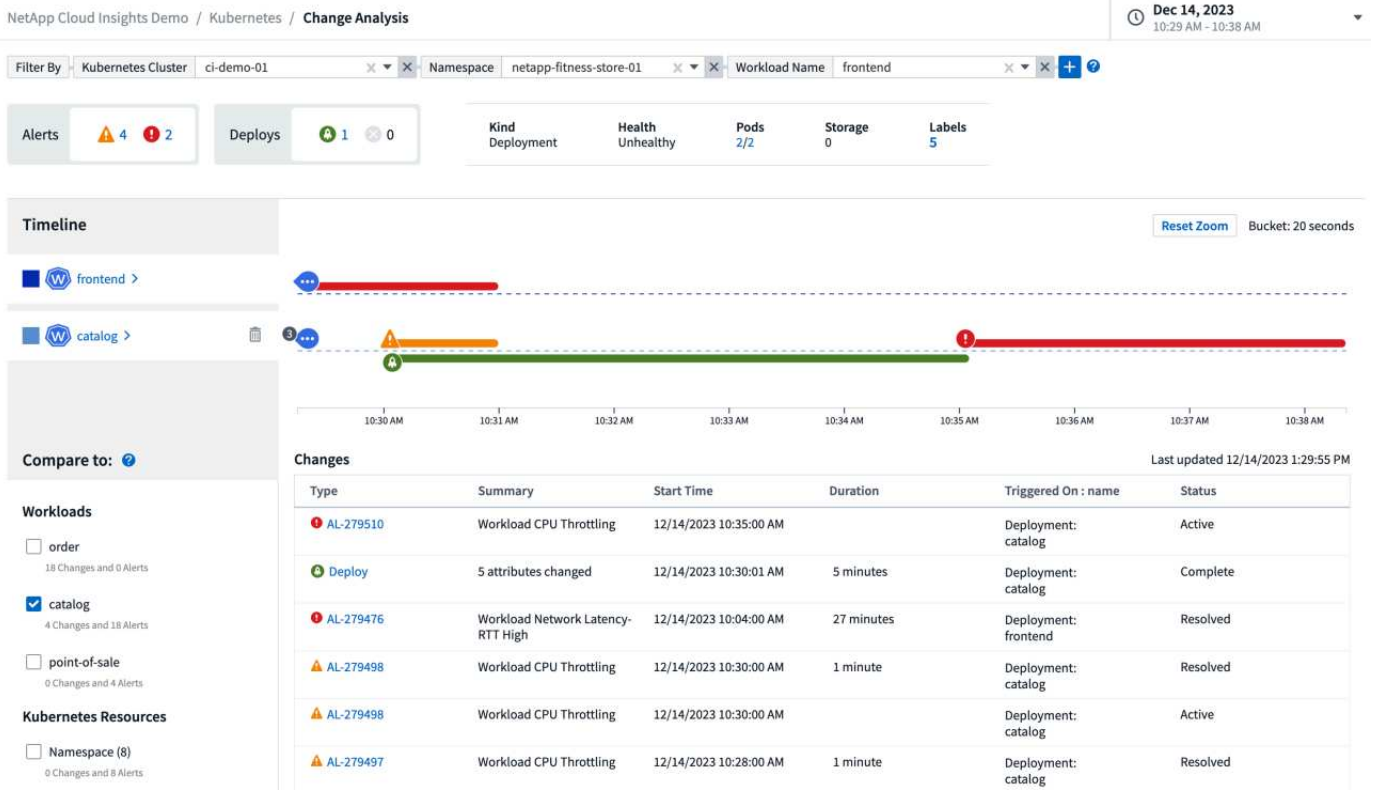 NetApp Cloud Insights Demo / Kubernetes / Change Analysis
Dec 14, 2023
10:29 AM - 10:38 AM
Filter By Kubernetes Cluster ci-demo-01 Namespace netapp-fitness-store-01 Workload Name frontend
Alerts 4 2 Deploys 1 0
Kind Health Pods Storage Labels
Deployment Unhealthy 2/2 0 5
Timeline
Reset Zoom Bucket: 20 seconds
W frontend >
W catalog > 3
10:30 AM 10:31 AM 10:32 AM 10:33 AM 10:34 AM 10:35 AM 10:36 AM 10:37 AM 10:38 AM
Compare to:
Workloads
order
18 Changes and 0 Alerts
catalog
4 Changes and 18 Alerts
point-of-sale
0 Changes and 4 Alerts
Kubernetes Resources
Namespace (8)
0 Changes and 8 Alerts
Changes Last updated 12/14/2023 1:29:55 PM
Type Summary Start Time Duration Triggered On : name Status
AL-279510 Workload CPU Throttling 12/14/2023 10:35:00 AM Deployment: Active
catalog
Deploy 5 attributes changed 12/14/2023 10:30:01 AM 5 minutes Deployment: Complete
catalog
AL-279476 Workload Network Latency- 12/14/2023 10:04:00 AM 27 minutes Deployment: Resolved
RTT High frontend
AL-279498 Workload CPU Throttling 12/14/2023 10:30:00 AM 1 minute Deployment: Resolved
catalog
AL-279498 Workload CPU Throttling 12/14/2023 10:30:00 AM Deployment: Active
catalog
AL-279497 Workload CPU Throttling 12/14/2023 10:28:00 AM 1 minute Deployment: Resolved
catalog